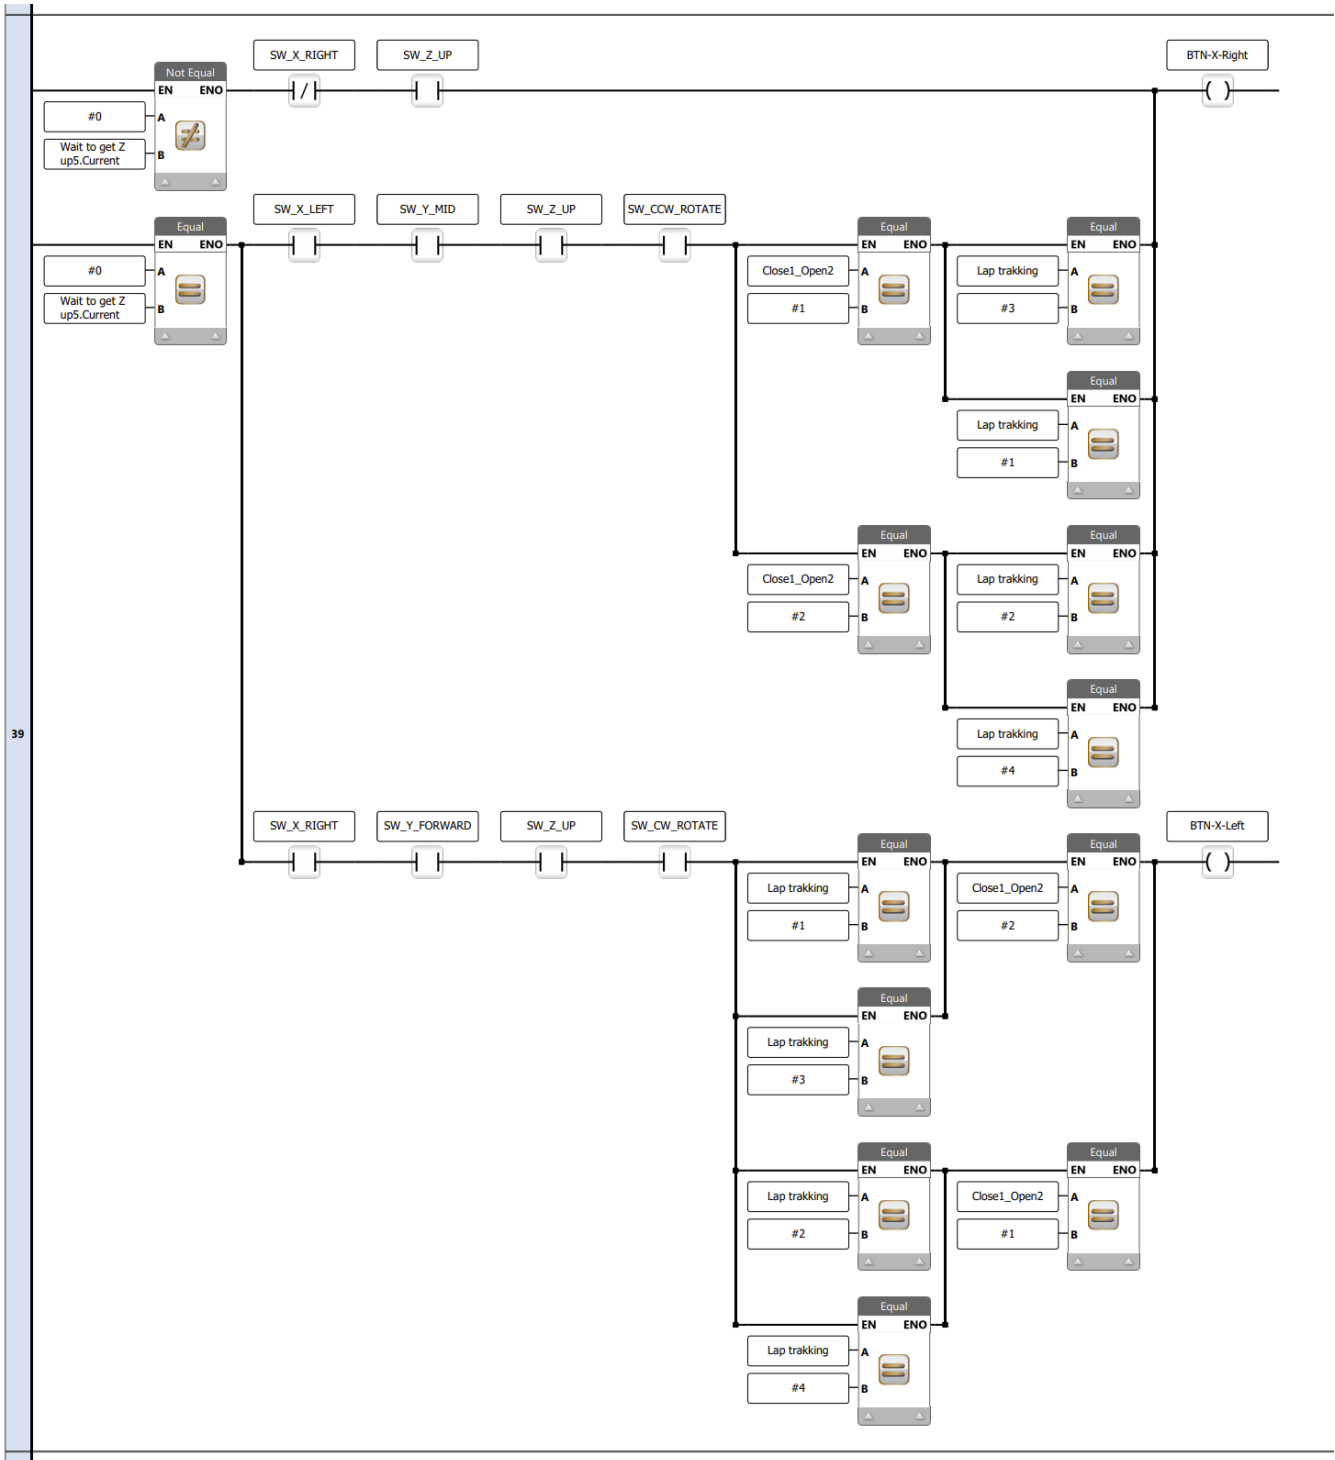 SW_X_RIGHT
SW_Z_UP
BTN-X-Right
Not Equal
EN ENO
#0
A
Wait to get Z
up5.Current
B
SW_X_LEFT
SW_Y_MID
SW_Z_UP
SW_CCW_ROTATE
Equal
EN ENO
#0
A
Wait to get Z
up5.Current
B
Equal
EN ENO
Close1_Open2
A
#1
B
Equal
EN ENO
Lap trakking
A
#3
B
Equal
EN ENO
Lap trakking
A
#1
B
Equal
EN ENO
Close1_Open2
A
#2
B
Equal
EN ENO
Lap trakking
A
#2
B
Equal
EN ENO
Lap trakking
A
#4
B
39
SW_X_RIGHT
SW_Y_FORWARD
SW_Z_UP
SW_CW_ROTATE
BTN-X-Left
Equal
EN ENO
Lap trakking
A
#1
B
Equal
EN ENO
Close1_Open2
A
#2
B
Equal
EN ENO
Lap trakking
A
#3
B
Equal
EN ENO
Lap trakking
A
#2
B
Equal
EN ENO
Close1_Open2
A
#1
B
Equal
EN ENO
Lap trakking
A
#4
B